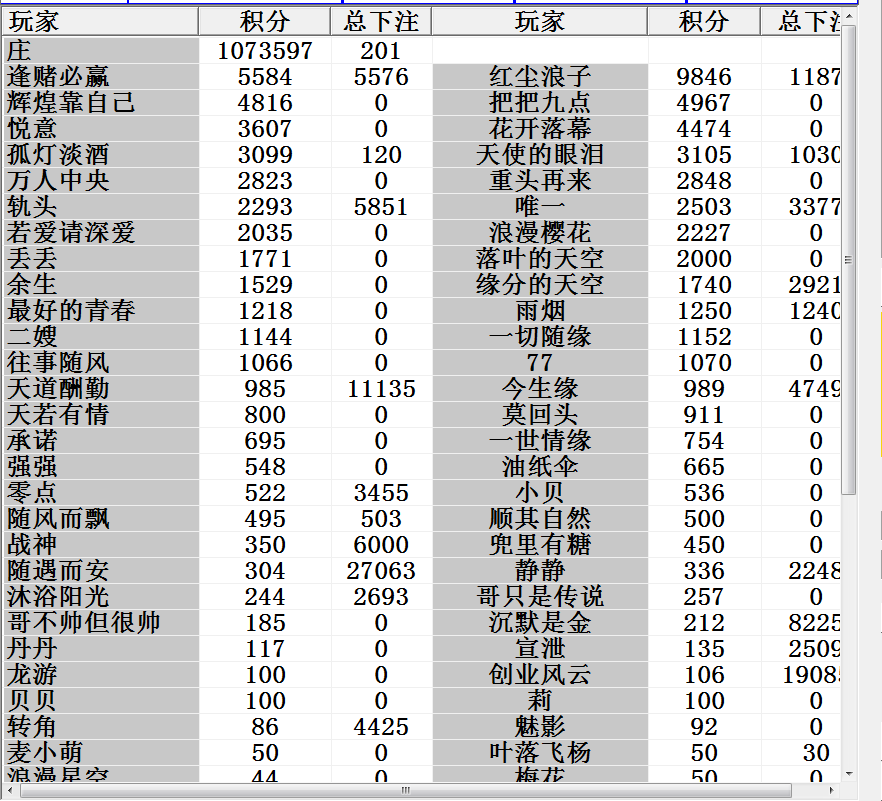 玩家 积分 总下注 玩家 积分 总下注
庄 1073597 201
逢赌必赢 5584 5576 红尘浪子 9846 1187
辉煌靠自己 4816 0 把把九点 4967 0
悦意 3607 0 花开落幕 4474 0
孤灯淡酒 3099 120 天使的眼泪 3105 1030
万人中央 2823 0 重头再来 2848 0
轨头 2293 5851 唯一 2503 3377
若爱请深爱 2035 0 浪漫樱花 2227 0
丢丢 1771 0 落叶的天空 2000 0
余生 1529 0 缘分的天空 1740 2921
最好的青春 1218 0 雨烟 1250 1240
二嫂 1144 0 一切随缘 1152 0
往事随风 1066 0 77 1070 0
天道酬勤 985 11135 今生缘 989 4749
天若有情 800 0 莫回头 911 0
承诺 695 0 一世情缘 754 0
强强 548 0 油纸伞 665 0
零点 522 3455 小贝 536 0
随风而飘 495 503 顺其自然 500 0
战神 350 6000 兜里有糖 450 0
随遇而安 304 27063 静静 336 2248
沐浴阳光 244 2693 哥只是传说 257 0
哥不帅但很帅 185 0 沉默是金 212 8225
丹丹 117 0 宣泄 135 2509
龙游 100 0 创业风云 106 19085
贝贝 100 0 莉 100 0
转角 86 4425 魅影 92 0
麦小萌 50 0 叶落飞杨 50 30
浪漫星空 44 0 梅花 50 0